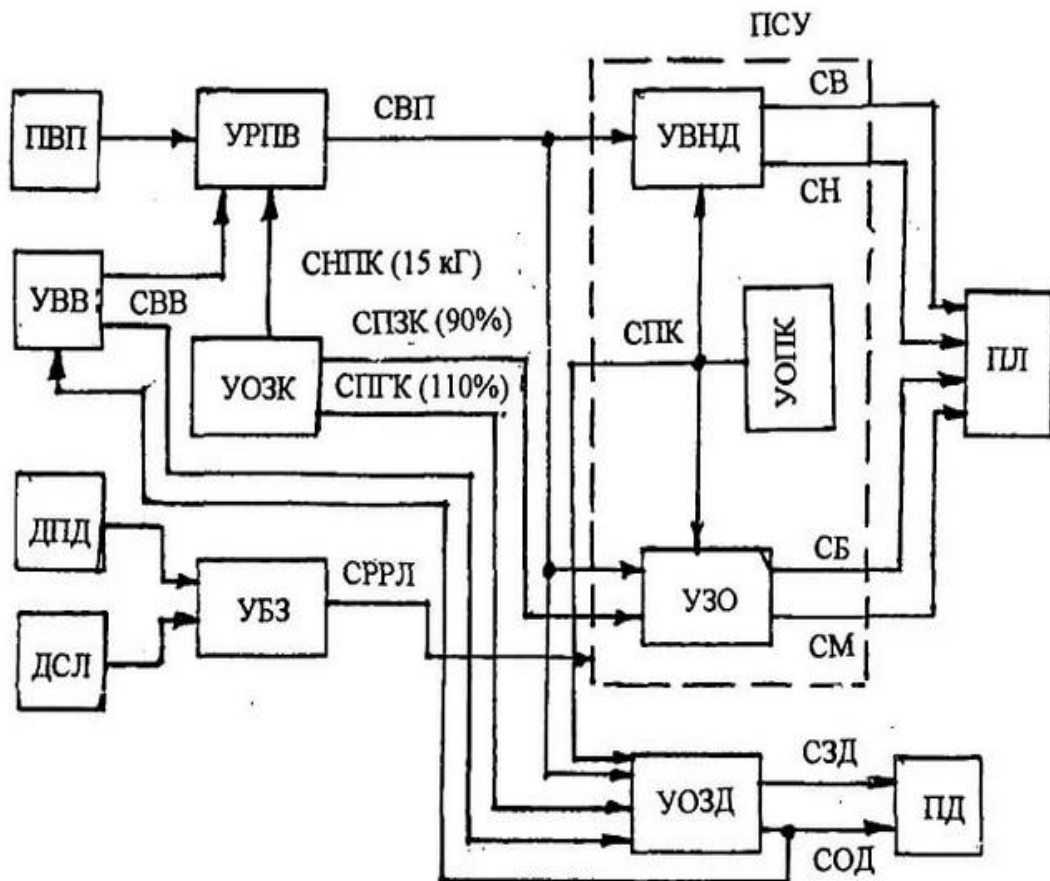 ПСУ
ПВП
УРПВ
СВП
УВНД
СВ
СН
УВВ
СВВ
СНПК (15 кГ)
СПЗК (90%)
СПГК (110%)
УОЗК
СПК
УОПК
ПЛ
ДПД
ДСЛ
УБЗ
СРРЛ
УЗО
СБ
СМ
УОЗД
СЗД
СОД
ПД